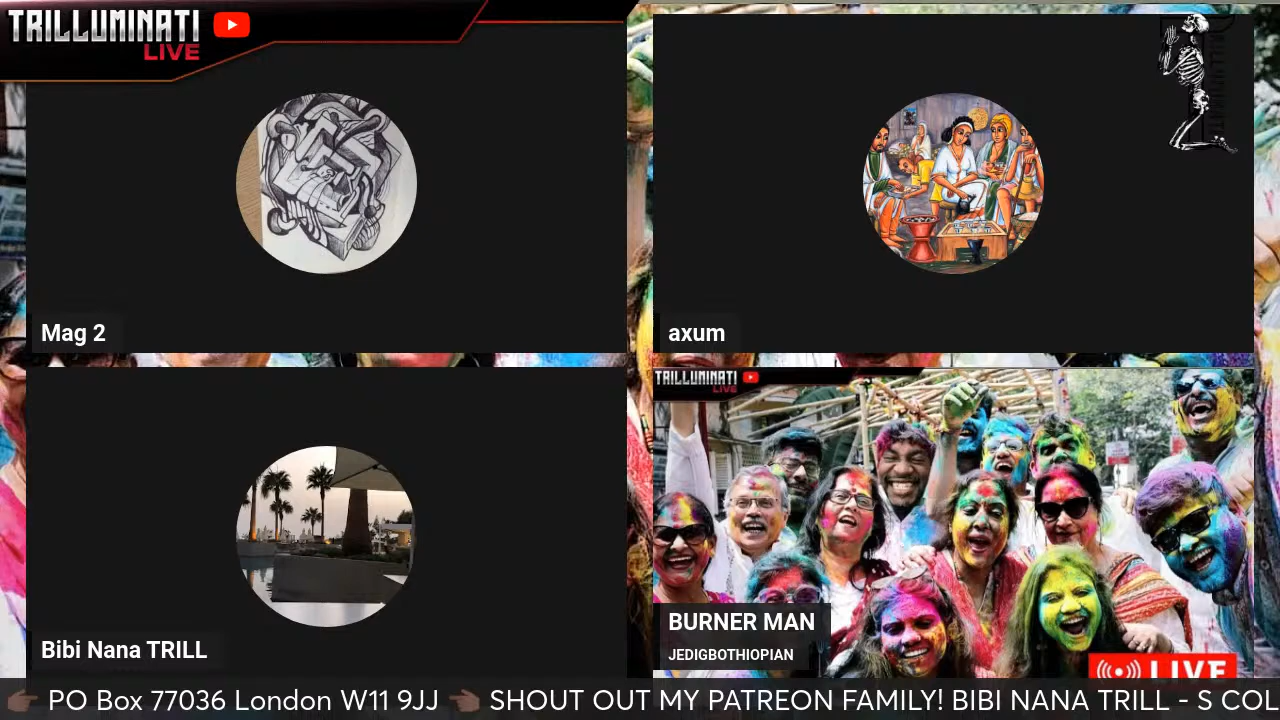 TRILLUMINATI
LIVE
Mag 2
axum
TRILLUMINATI
LIVE
Bibi Nana TRILL
BURNER MAN
JEDIGBOTHIOPIAN
LIVE
PO Box 77036 London W11 9JJ SHOUT OUT MY PATREON FAMILY! BIBI NANA TRILL - S COL